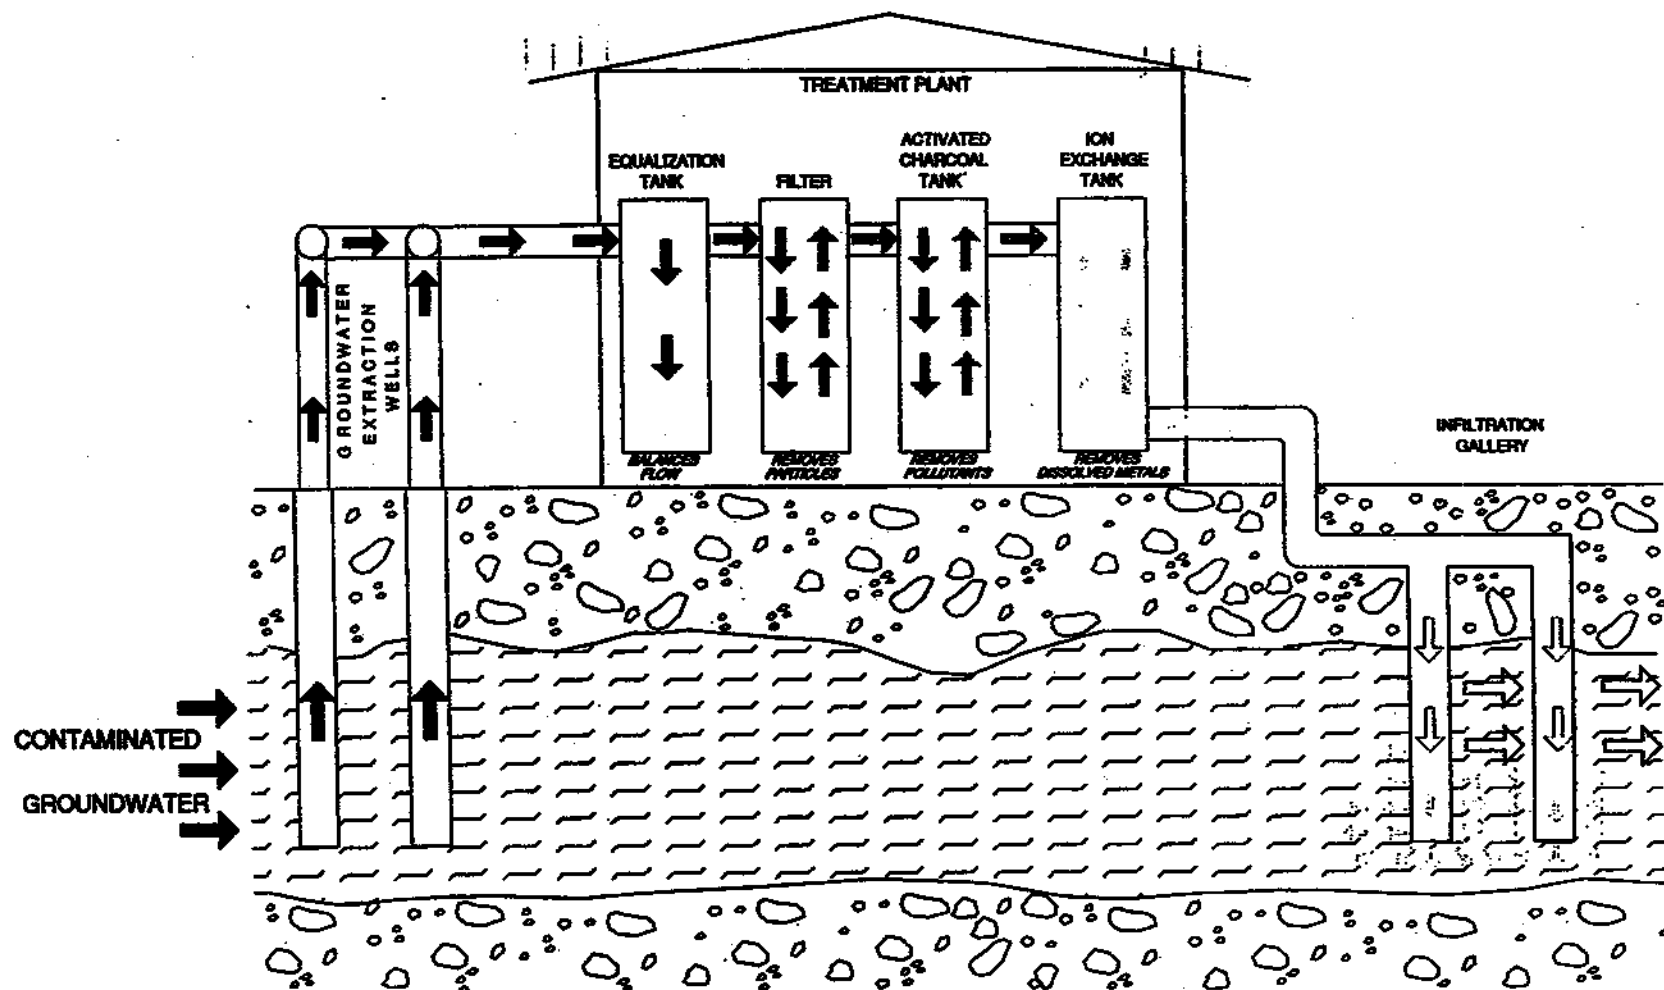 TREATMENT PLANT
EQUALIZATION
TANK
FILTER
ACTIVATED
CHARCOAL
TANK
ION
EXCHANGE
TANK
GROUNDWATER
EXTRACTION
WELLS
BALANCES
FLOW
REMOVES
PARTICLES
REMOVES
POLLUTANTS
REMOVES
DISSOLVED METALS
INFILTRATION
GALLERY
CONTAMINATED
GROUNDWATER